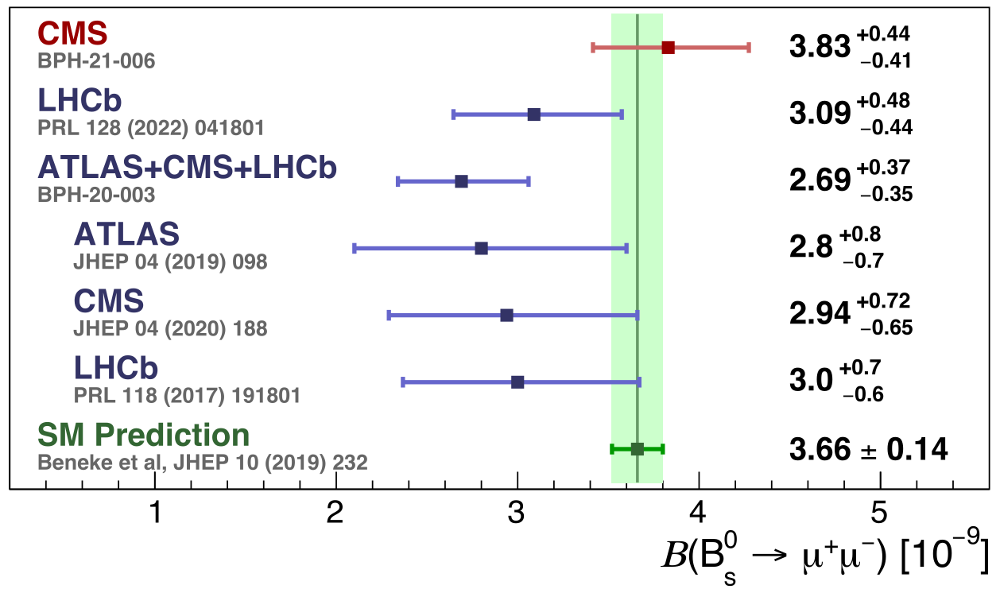 CMS
BPH-21-006
3.83 +0.44 −0.41
LHCb
PRL 128 (2022) 041801
3.09 +0.48 −0.44
ATLAS+CMS+LHCb
BPH-20-003
2.69 +0.37 −0.35
ATLAS
JHEP 04 (2019) 098
2.8 +0.8 −0.7
CMS
JHEP 04 (2020) 188
2.94 +0.72 −0.65
LHCb
PRL 118 (2017) 191801
3.0 +0.7 −0.6
SM Prediction
Beneke et al, JHEP 10 (2019) 232
3.66 ± 0.14
1 2 3 4 5
B(B⁰ₛ → μ⁺μ⁻) [10⁻⁹]